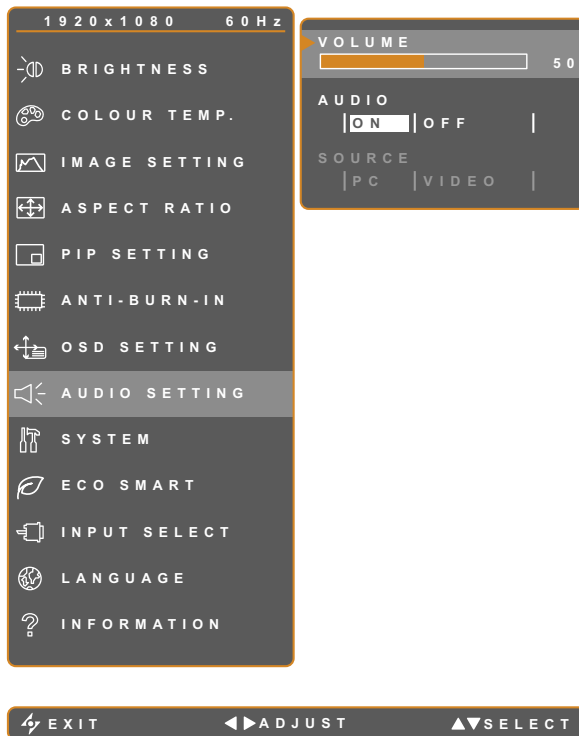 1920x1080 60Hz
BRIGHTNESS
COLOUR TEMP.
IMAGE SETTING
ASPECT RATIO
PIP SETTING
ANTI-BURN-IN
OSD SETTING
AUDIO SETTING
SYSTEM
ECO SMART
INPUT SELECT
LANGUAGE
INFORMATION
VOLUME
50
AUDIO
ON OFF
SOURCE
PC VIDEO
EXIT ◀▶ADJUST ▲▼SELECT